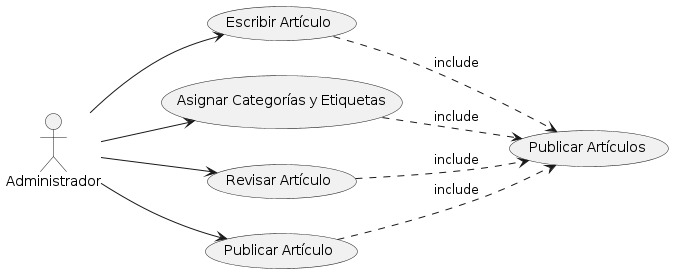 Escribir Artículo
include
Asignar Categorías y Etiquetas
include
Publicar Artículos
include
Administrador
Revisar Artículo
include
Publicar Artículo